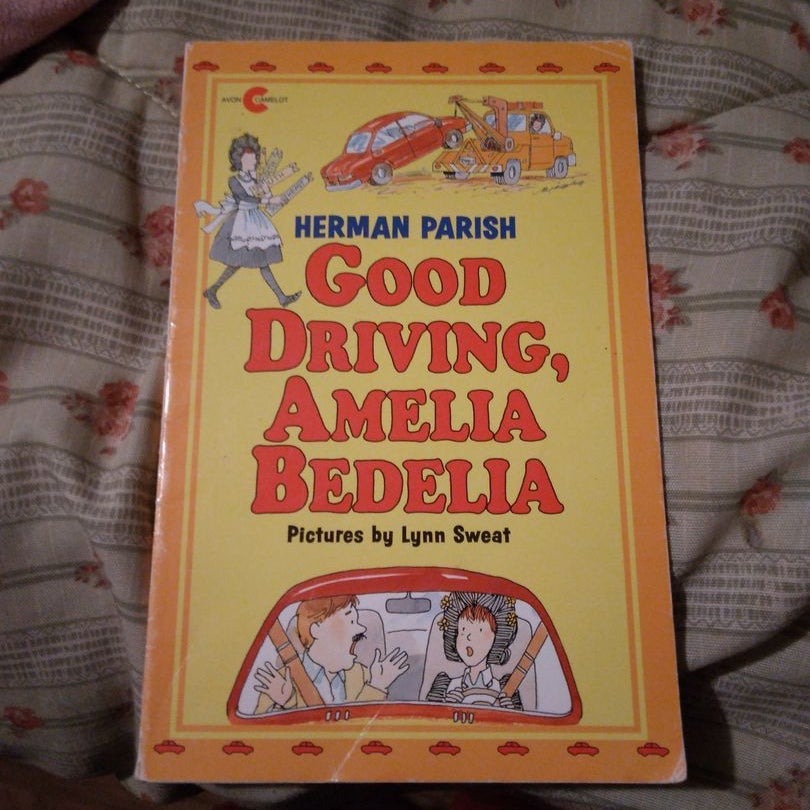 AVON CAMELOT
HERMAN PARISH
GOOD
DRIVING,
AMELIA
BEDELIA
Pictures by Lynn Sweat